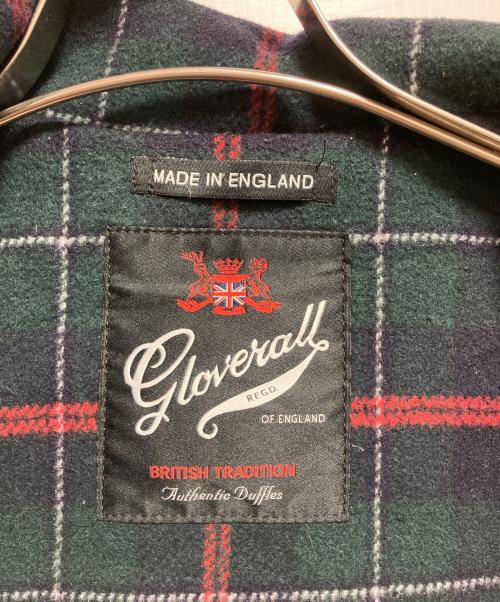 MADE IN ENGLAND
Gloverall
REGD.
OF ENGLAND
BRITISH TRADITION
Authentic Duffles